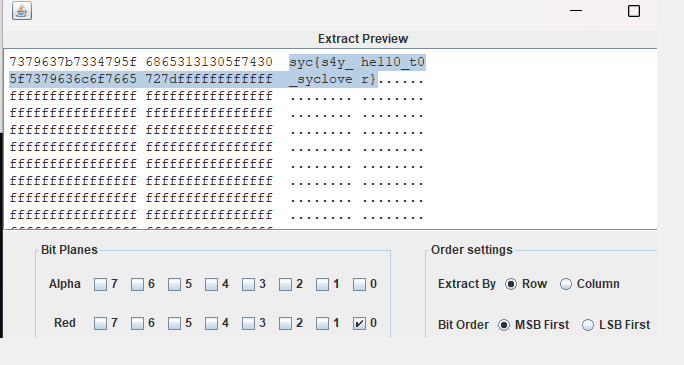 Extract Preview
7379637b7334795f 68653131305f7430 syc{s4y_ he110_t0
5f7379636c6f7665 727dffffffffffff _syclove r}......
ffffffffffffffff ffffffffffffffff ........ ........
ffffffffffffffff ffffffffffffffff ........ ........
ffffffffffffffff ffffffffffffffff ........ ........
ffffffffffffffff ffffffffffffffff ........ ........
ffffffffffffffff ffffffffffffffff ........ ........
ffffffffffffffff ffffffffffffffff ........ ........
ffffffffffffffff ffffffffffffffff ........ ........
ffffffffffffffff ffffffffffffffff ........ ........
Bit Planes
Alpha 7 6 5 4 3 2 1 0
Red 7 6 5 4 3 2 1 0
Order settings
Extract By Row Column
Bit Order MSB First LSB First